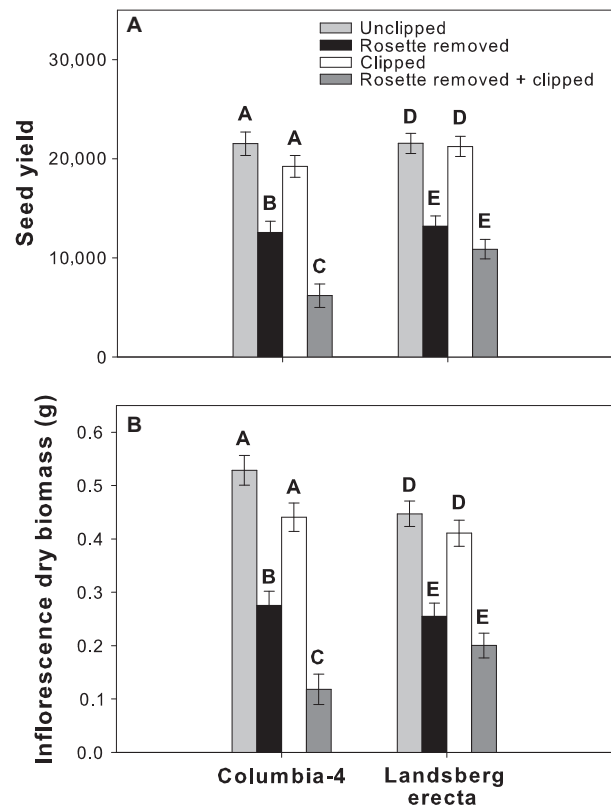 A
Unclipped
Rosette removed
Clipped
Rosette removed + clipped
Seed yield
30,000
20,000
10,000
0
A
B
A
C
D
E
D
E
B
Inflorescence dry biomass (g)
0.6
0.5
0.4
0.3
0.2
0.1
0.0
A
B
A
C
D
E
D
E
Columbia-4
Landsberg
erecta